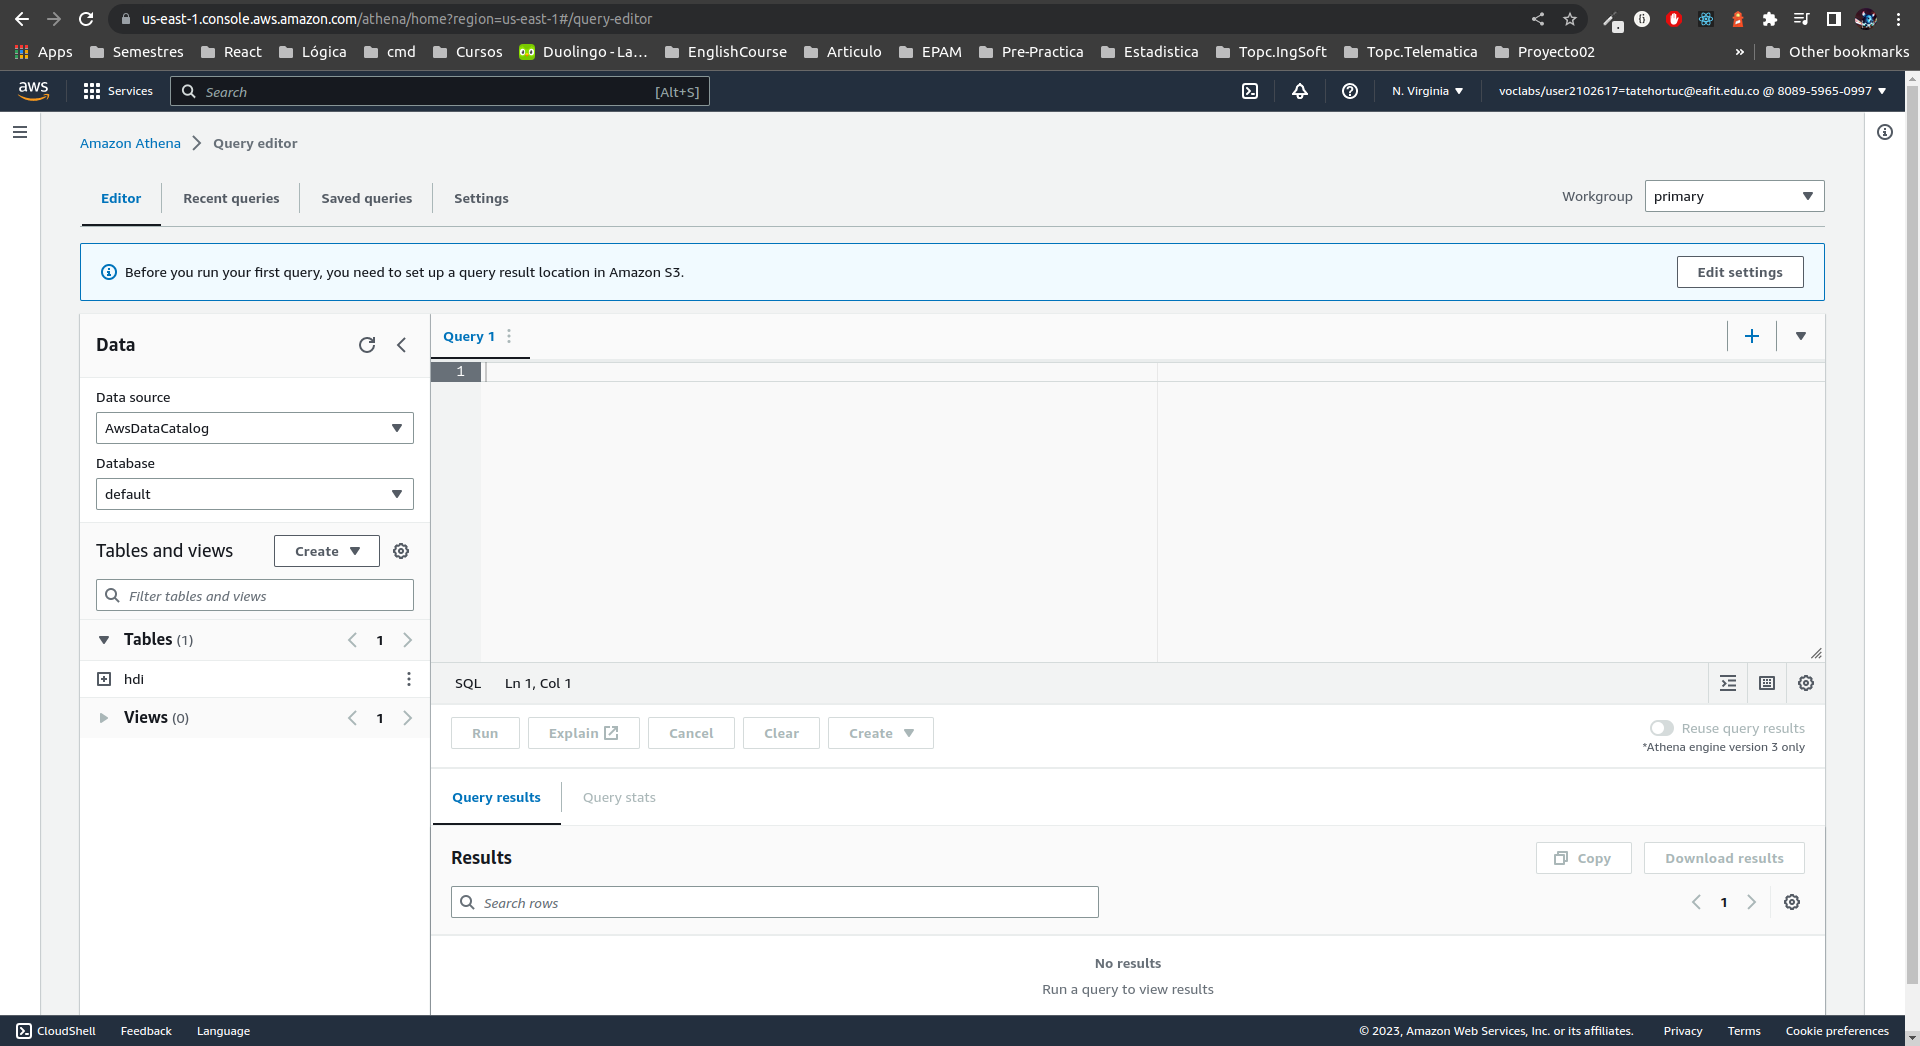 us-east-1.console.aws.amazon.com/athena/home?region=us-east-1#/query-editor
Apps Semestres React Lógica cmd Cursos Duolingo - La... EnglishCourse Articulo EPAM Pre-Practica Estadistica Topc.IngSoft Topc.Telematica Proyecto02 » Other bookmarks
aws Services Search [Alt+S] N. Virginia voclabs/user2102617=tatehortuc@eafit.edu.co @ 8089-5965-0997
Amazon Athena Query editor
Editor Recent queries Saved queries Settings Workgroup primary
Before you run your first query, you need to set up a query result location in Amazon S3. Edit settings
Data
Query 1
1
Data source
AwsDataCatalog
Database
default
Tables and views Create
Filter tables and views
Tables (1) 1
hdi
Views (0) 1
SQL Ln 1, Col 1
Run Explain Cancel Clear Create
Reuse query results
*Athena engine version 3 only
Query results Query stats
Results Copy Download results
Search rows 1
No results
Run a query to view results
CloudShell Feedback Language © 2023, Amazon Web Services, Inc. or its affiliates. Privacy Terms Cookie preferences